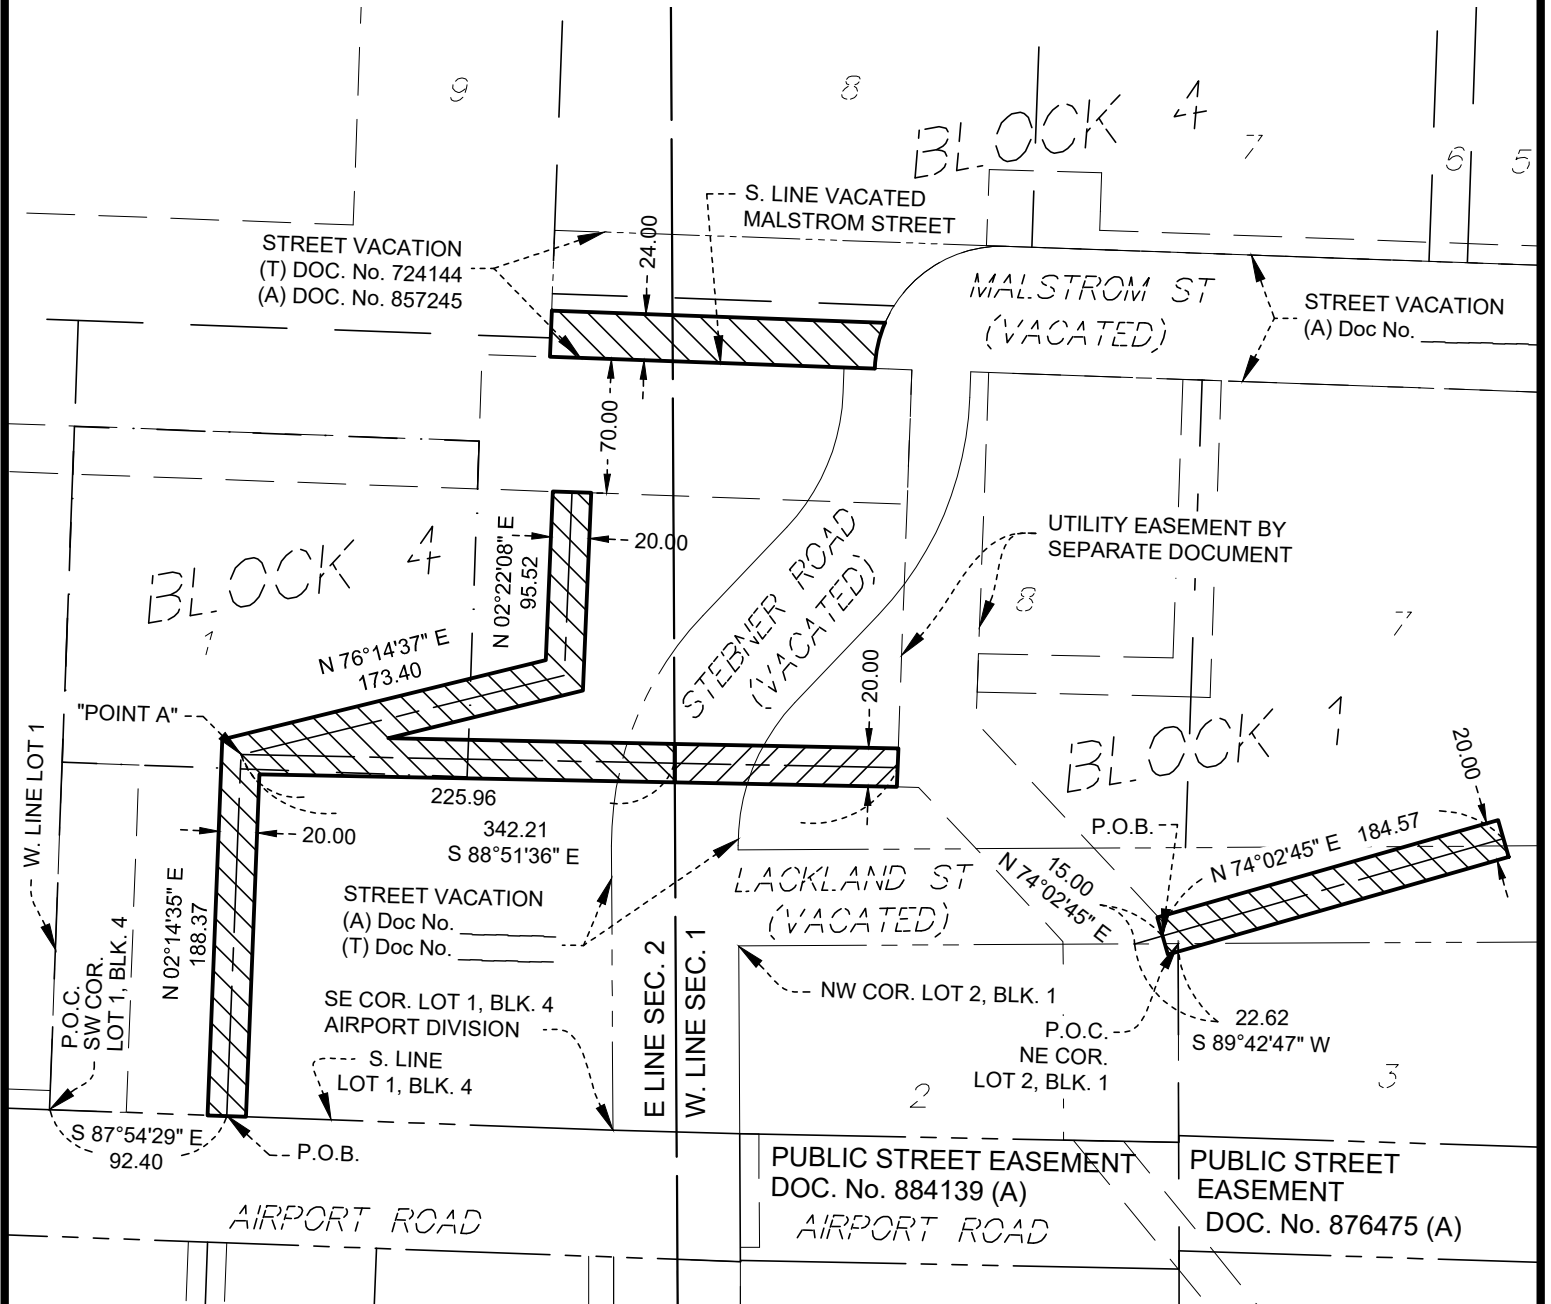 9
8
BLOCK 4
7
6
5
S. LINE VACATED
MALSTROM STREET
24.00
STREET VACATION
(T) DOC. No. 724144
(A) DOC. No. 857245
MALSTROM ST
(VACATED)
STREET VACATION
(A) Doc No. __________
70.00
BLOCK 4
1
N 02°22'08" E
95.52
20.00
STEBNER ROAD
(VACATED)
UTILITY EASEMENT BY
SEPARATE DOCUMENT
8
7
N 76°14'37" E
173.40
"POINT A"
20.00
W. LINE LOT 1
BLOCK 1
20.00
225.96
342.21
S 88°51'36" E
20.00
P.O.B.
N 74°02'45" E 184.57
15.00
N 74°02'45" E
N 02°14'35" E
188.37
STREET VACATION
(A) Doc No. ________
(T) Doc No. ________
LACKLAND ST
(VACATED)
P.O.C.
SW COR.
LOT 1, BLK. 4
SE COR. LOT 1, BLK. 4
AIRPORT DIVISION
E LINE SEC. 2
W. LINE SEC. 1
NW COR. LOT 2, BLK. 1
P.O.C.
NE COR.
LOT 2, BLK. 1
22.62
S 89°42'47" W
S. LINE
LOT 1, BLK. 4
2
3
S 87°54'29" E
92.40
P.O.B.
PUBLIC STREET EASEMENT
DOC. No. 884139 (A)
PUBLIC STREET
EASEMENT
DOC. No. 876475 (A)
AIRPORT ROAD
AIRPORT ROAD